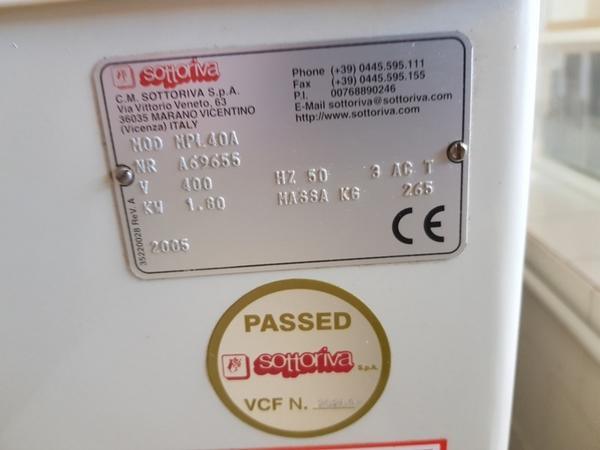 sottoriva
C.M. SOTTORIVA S.p.A.
Via Vittorio Veneto, 63
36035 MARANO VICENTINO
(Vicenza) ITALY
Phone (+39) 0445.595.111
Fax (+39) 0445.595.155
P.I. 00768890246
E-Mail sottoriva@sottoriva.com
http://www.sottoriva.com
MOD MPL40A
NR A69655
V 400 HZ 50 3 AC T
KW 1.80 MASSA KG 265
2005
CE
35220028 Rev. A
PASSED
sottoriva S.p.A.
VCF N.